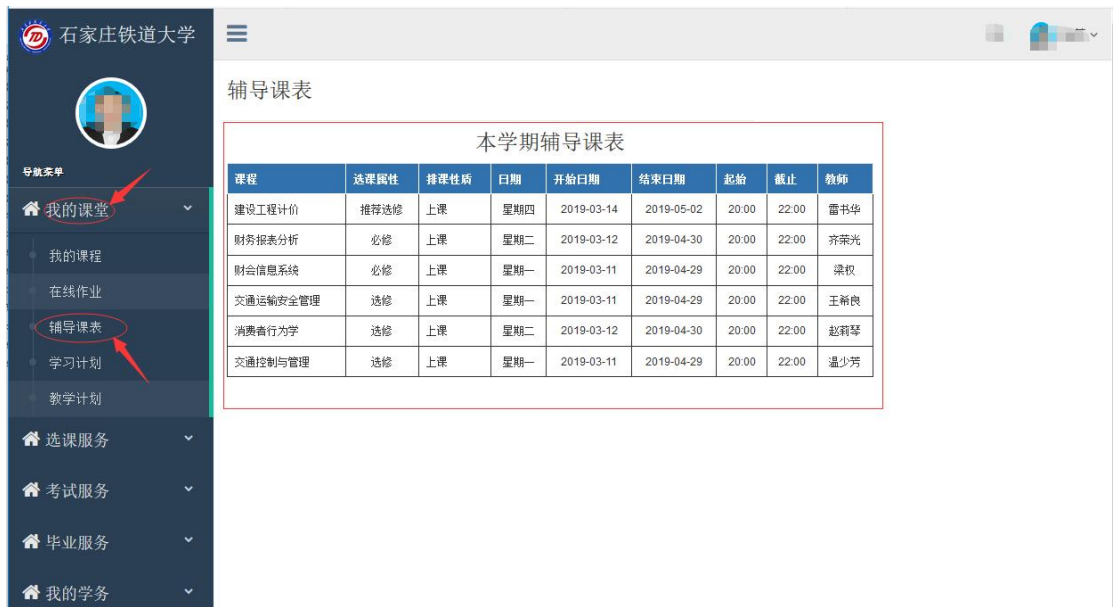 石家庄铁道大学
辅导课表
导航菜单
我的课堂
我的课程
在线作业
辅导课表
学习计划
教学计划
选课服务
考试服务
毕业服务
我的学务
本学期辅导课表
课程 选课属性 排课性质 日期 开始日期 结束日期 起始 截止 教师
建设工程计价 推荐选修 上课 星期四 2019-03-14 2019-05-02 20:00 22:00 雷书华
财务报表分析 必修 上课 星期二 2019-03-12 2019-04-30 20:00 22:00 齐荣光
财会信息系统 必修 上课 星期一 2019-03-11 2019-04-29 20:00 22:00 梁权
交通运输安全管理 选修 上课 星期一 2019-03-11 2019-04-29 20:00 22:00 王希良
消费者行为学 选修 上课 星期二 2019-03-12 2019-04-30 20:00 22:00 赵莉琴
交通控制与管理 选修 上课 星期一 2019-03-11 2019-04-29 20:00 22:00 温少芳